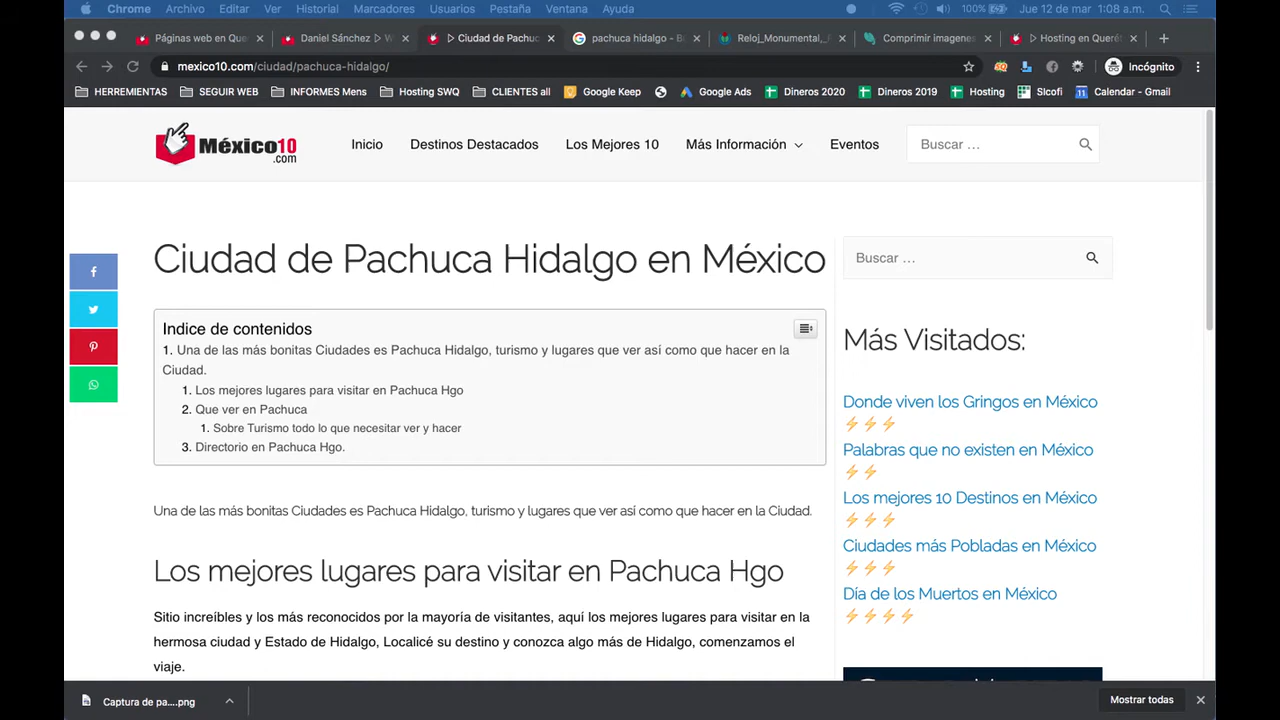 Chrome Archivo Editar Ver Historial Marcadores Usuarios Pestaña Ventana Ayuda 100% Jue 12 de mar 1:08 a.m.
Páginas web en Que
Daniel Sánchez ▷ W
▷ Ciudad de Pachuc
pachuca hidalgo - B
Reloj_Monumental,_
Comprimir imagenes
▷ Hosting en Queré
mexico10.com/ciudad/pachuca-hidalgo/
Incógnito
HERREMIENTAS SEGUIR WEB INFORMES Mens Hosting SWQ CLIENTES all Google Keep Google Ads Dineros 2020 Dineros 2019 Hosting SIcofi Calendar - Gmail
México10
.com
Inicio Destinos Destacados Los Mejores 10 Más Información Eventos Buscar ...
Ciudad de Pachuca Hidalgo en México
Indice de contenidos
1. Una de las más bonitas Ciudades es Pachuca Hidalgo, turismo y lugares que ver así como que hacer en la
Ciudad.
1. Los mejores lugares para visitar en Pachuca Hgo
2. Que ver en Pachuca
1. Sobre Turismo todo lo que necesitar ver y hacer
3. Directorio en Pachuca Hgo.
Una de las más bonitas Ciudades es Pachuca Hidalgo, turismo y lugares que ver así como que hacer en la Ciudad.
Los mejores lugares para visitar en Pachuca Hgo
Sitio increíbles y los más reconocidos por la mayoría de visitantes, aquí los mejores lugares para visitar en la
hermosa ciudad y Estado de Hidalgo, Localicé su destino y conozca algo más de Hidalgo, comenzamos el
viaje.
Buscar ...
Más Visitados:
Donde viven los Gringos en México
⚡⚡⚡
Palabras que no existen en México
⚡⚡
Los mejores 10 Destinos en México
⚡⚡⚡
Ciudades más Pobladas en México
⚡⚡⚡
Día de los Muertos en México
⚡⚡⚡⚡
Captura de pa....png
Mostrar todas